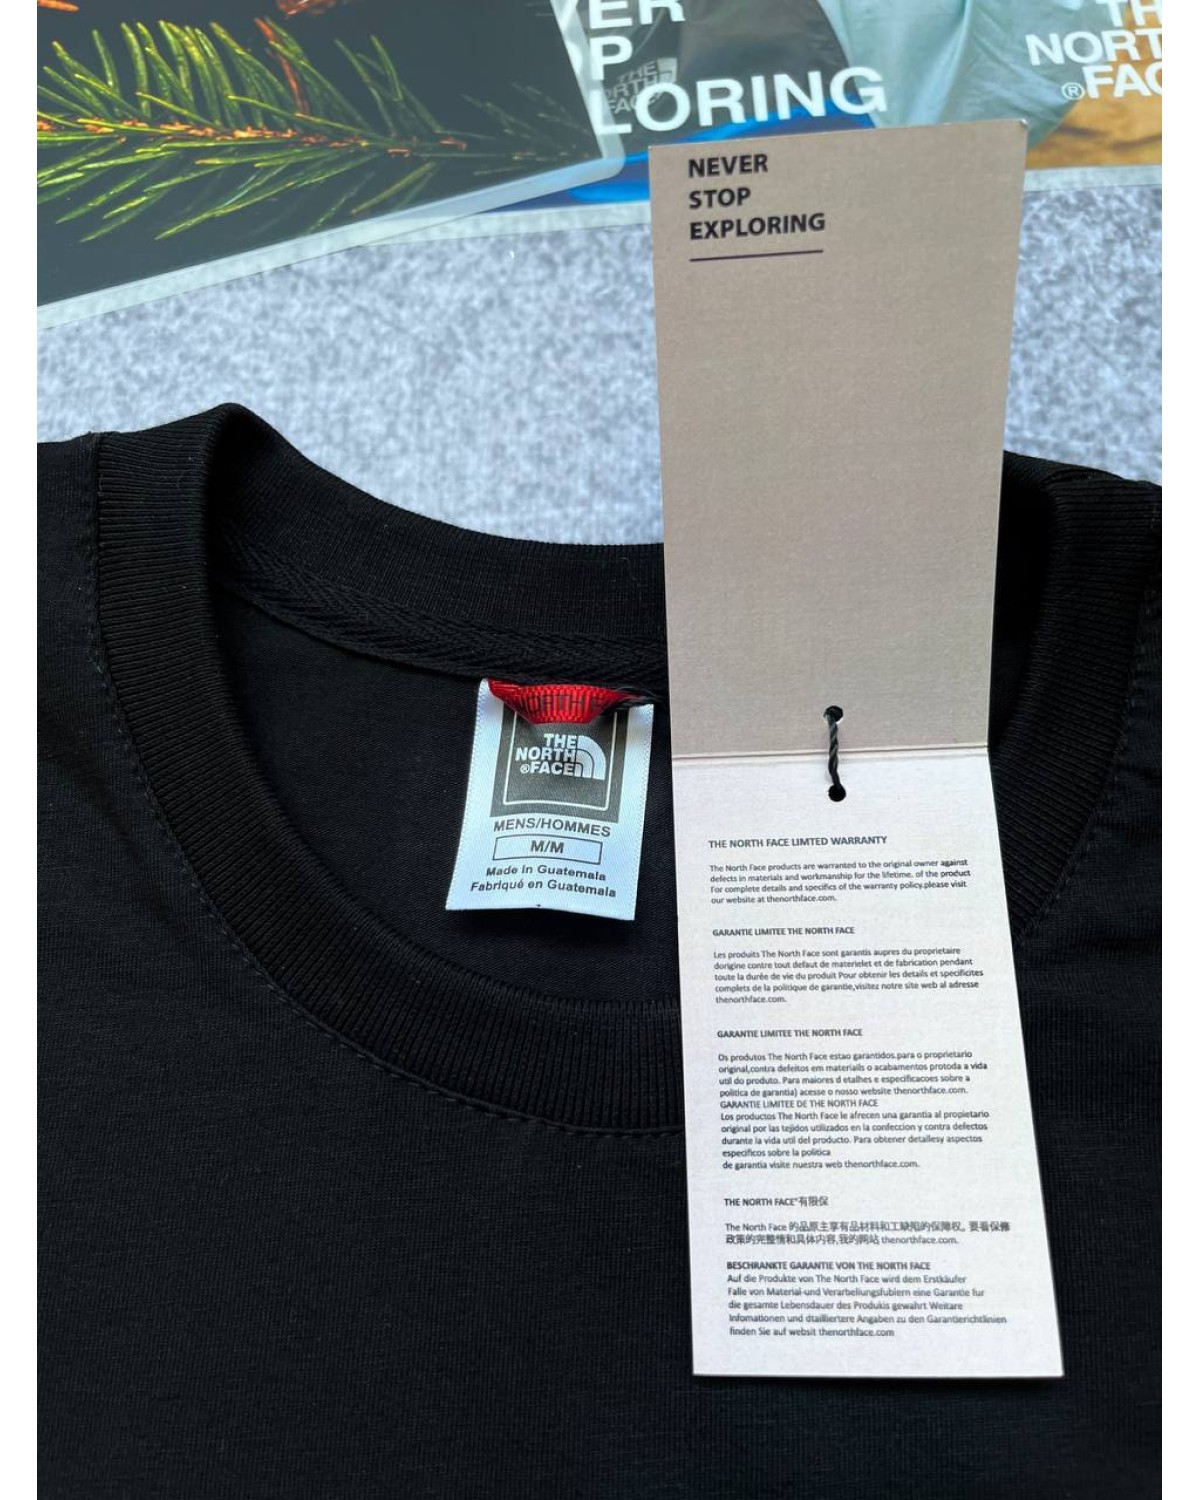 VER
OP
LORING
THE
NORTH
FACE
TH
NORT
®FAC
NEVER
STOP
EXPLORING
NORTH F
THE
NORTH
®FACE
MENS/HOMMES
M/M
Made in Guatemala
Fabriqué en Guatemala
THE NORTH FACE LIMTED WARRANTY
The North Face products are warranted to the original owner against
defects in materials and workmanship for the lifetime. of the product
For complete details and specifics of the warranty policy,please visit
our website at thenorthface.com.
GARANTIE LIMITEE THE NORTH FACE
Les produits The North Face sont garantis aupres du proprietaire
dorigine contre tout defaut de materielet et de fabrication pendant
toute la durée de vie du produit Pour obtenir les details et specificites
complets de la politique de garantie,visitez notre site web al adresse
thenorthface.com.
GARANTIE LIMITEE THE NORTH FACE
Os produtos The North Face estao garantidos.para o proprietario
original,contra defeitos em materiails o acabamentos protoda a vida
util do produto. Para maiores d etalhes e especificacoes sobre a
politica de garantia) acesse o nosso website thenorthface.com.
GARANTIE LIMITEE DE THE NORTH FACE
Los productos The North Face le afrecen una garantia al propietario
original por las tejidos utilizados en la confeccion y contra defectos
durante la vida util del producto. Para obtener detallesy aspectos
especificos sobre la politica
de garantia visite nuestra web thenorthface.com.
THE NORTH FACE®有限保
The North Face 的品原主享有品材料和工缺陷的保障权。要看保修
政策的完整情和具体内容,我的网站 thenorthface.com.
BESCHRANKTE GARANTIE VON THE NORTH FACE
Auf die Produkte von The North Face wird dem Erstkäufer
Falle von Material-und Verarbeliungsfubiern eine Garantie fur
die gesamte Lebensdauer des Produkis gewahrt Weitare
Infomationen und dtailliertere Angaben zu den Garantierichtlinien
finden Sie auf websit thenorthface.com